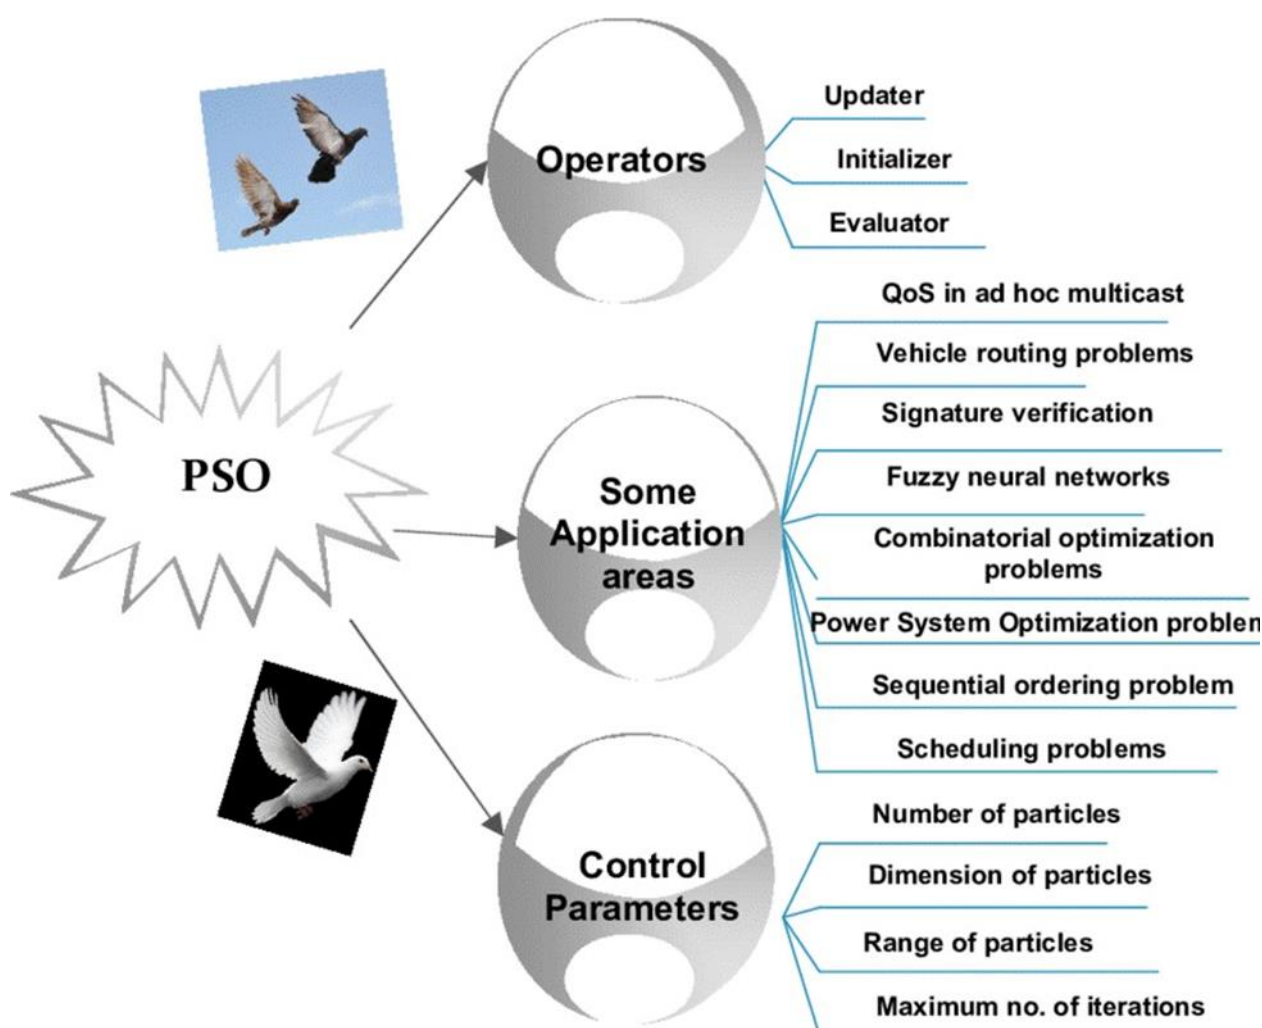 Updater
Operators
Initializer
Evaluator
QoS in ad hoc multicast
Vehicle routing problems
Signature verification
PSO
Some
Application
areas
Fuzzy neural networks
Combinatorial optimization
problems
Power System Optimization problem
Sequential ordering problem
Scheduling problems
Control
Parameters
Number of particles
Dimension of particles
Range of particles
Maximum no. of iterations